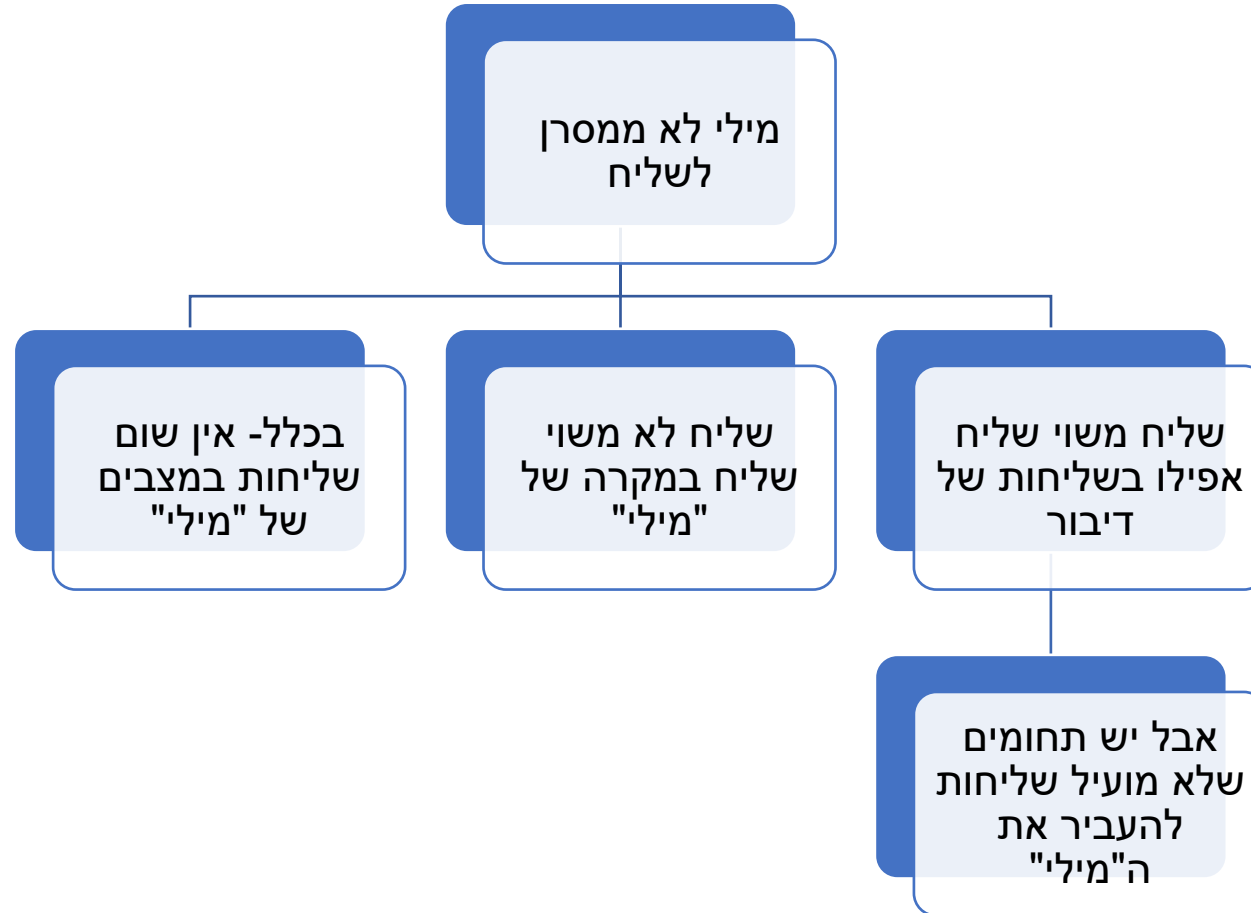 מילי לא ממסרן
לשליח
שליח משוי שליח
אפילו בשליחות של
דיבור
שליח לא משוי
שליח במקרה של
"מילי"
בכלל- אין שום
שליחות במצבים
של "מילי"
אבל יש תחומים
שלא מועיל שליחות
להעביר את
ה"מילי"